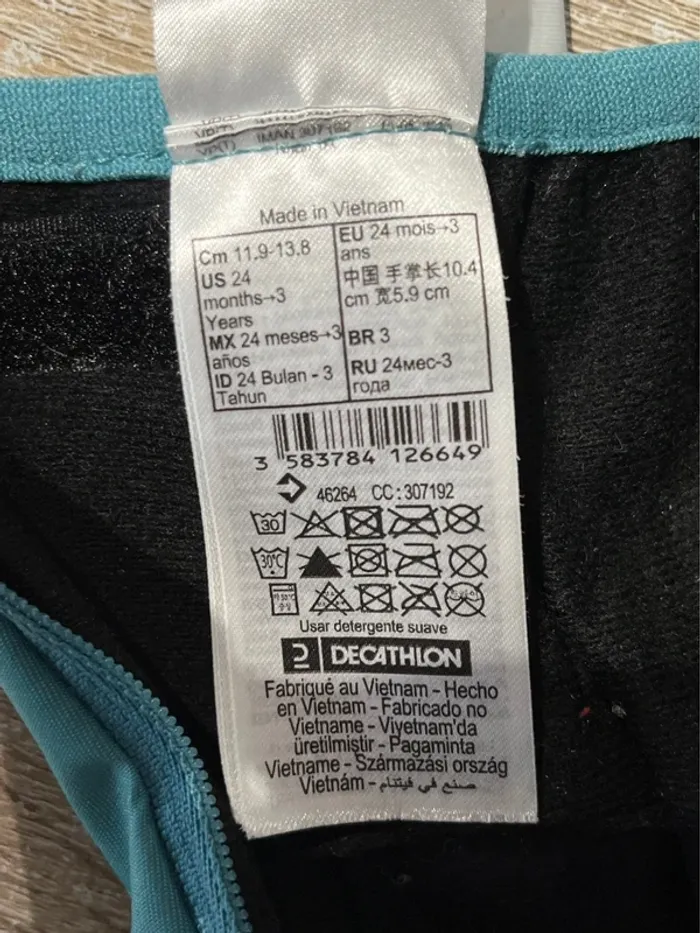 IMAN 307192
Made in Vietnam
Cm 11.9-13.8
US 24
months→3
Years
MX 24 meses→3
años
ID 24 Bulan - 3
Tahun
EU 24 mois→3
ans
中国 手掌长10.4
cm 宽5.9 cm
BR 3
RU 24мес-3
года
3 583784 126649
46264 CC:307192
30
30°C
Usar detergente suave
DECATHLON
Fabriqué au Vietnam - Hecho
en Vietnam - Fabricado no
Vietname - Viyetnam'da
üretilmiştir - Pagaminta
Vietname - Származási ország
Vietnám - صنع في فيتنام